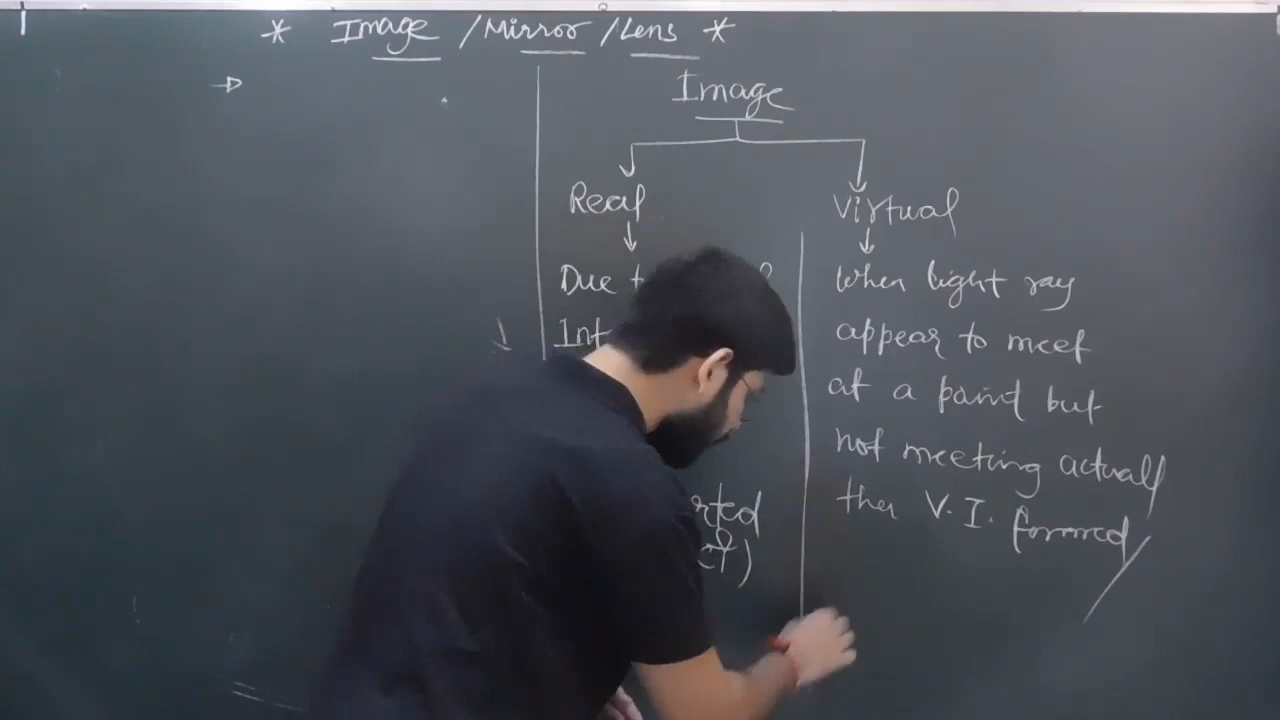 * Image / Mirror / Lens *
Image
Real
Virtual
Due
Int
rted
ct)
When light ray
appear to meet
at a point but
not meeting actually
then V.I. formed